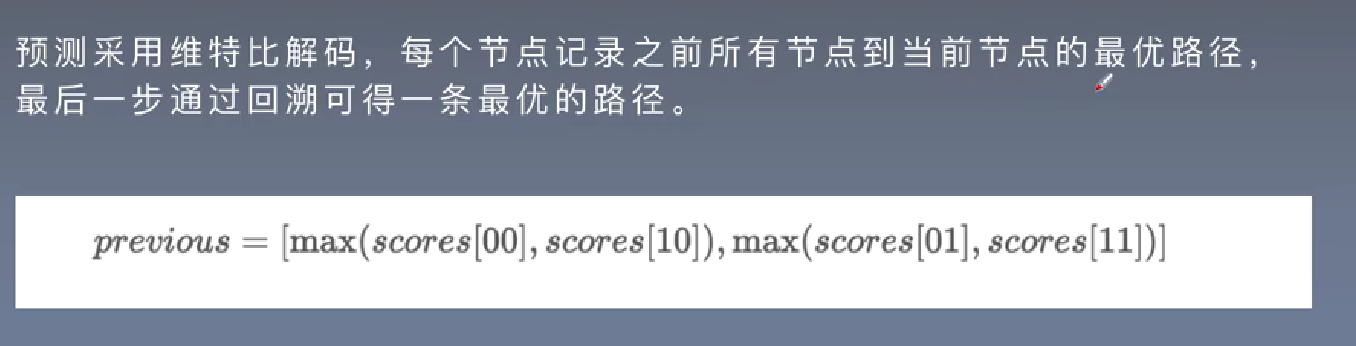 预测采用维特比解码，每个节点记录之前所有节点到当前节点的最优路径，
最后一步通过回溯可得一条最优的路径。
previous = [max(scores[00], scores[10]), max(scores[01], scores[11])]